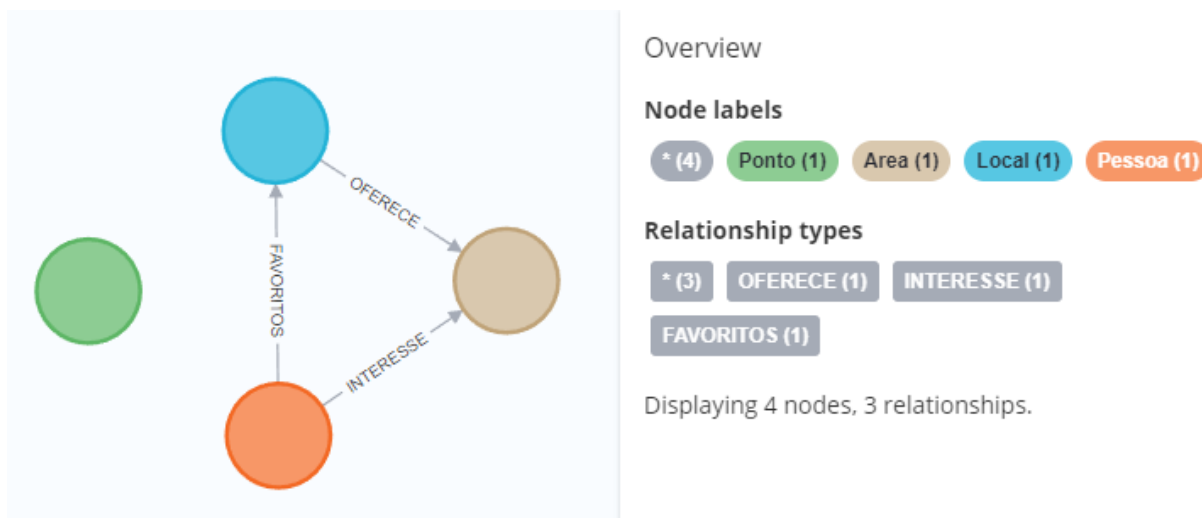 OFERECE
FAVORITOS
INTERESSE
Overview
Node labels
* (4) Ponto (1) Area (1) Local (1) Pessoa (1)
Relationship types
* (3) OFERECE (1) INTERESSE (1)
FAVORITOS (1)
Displaying 4 nodes, 3 relationships.